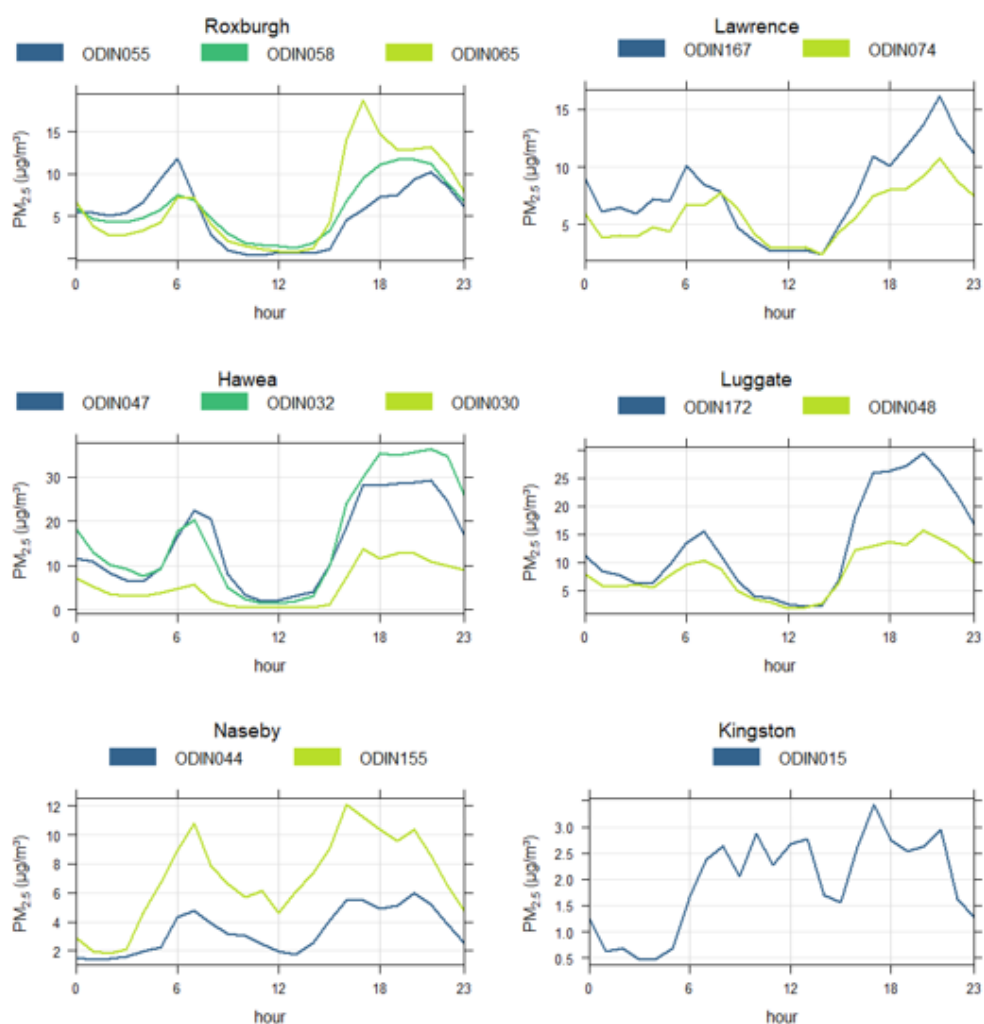 Roxburgh
ODIN055 ODIN058 ODIN065
PM2.5 (µg/m³)
15
10
5
0 6 12 18 23
hour
Lawrence
ODIN167 ODIN074
PM2.5 (µg/m³)
15
10
5
0 6 12 18 23
hour
Hawea
ODIN047 ODIN032 ODIN030
PM2.5 (µg/m³)
30
20
10
0
0 6 12 18 23
hour
Luggate
ODIN172 ODIN048
PM2.5 (µg/m³)
25
20
15
10
5
0 6 12 18 23
hour
Naseby
ODIN044 ODIN155
PM2.5 (µg/m³)
12
10
8
6
4
2
0 6 12 18 23
hour
Kingston
ODIN015
PM2.5 (µg/m³)
3.0
2.5
2.0
1.5
1.0
0.5
0 6 12 18 23
hour